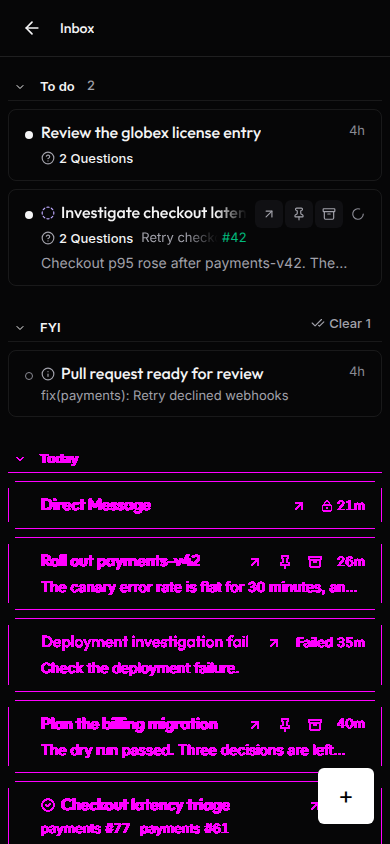 Inbox
To do 2
Review the globex license entry 4h
2 Questions
Investigate checkout laten
2 Questions Retry check #42
Checkout p95 rose after payments-v42. The...
FYI Clear 1
Pull request ready for review 4h
fix(payments): Retry declined webhooks
Today
Direct Message 21m
Roll out payments-v42 26m
The canary error rate is flat for 30 minutes, an...
Deployment investigation fail Failed 35m
Check the deployment failure.
Plan the billing migration 40m
The dry run passed. Three decisions are left...
Checkout latency triage
payments #77 payments #61
+